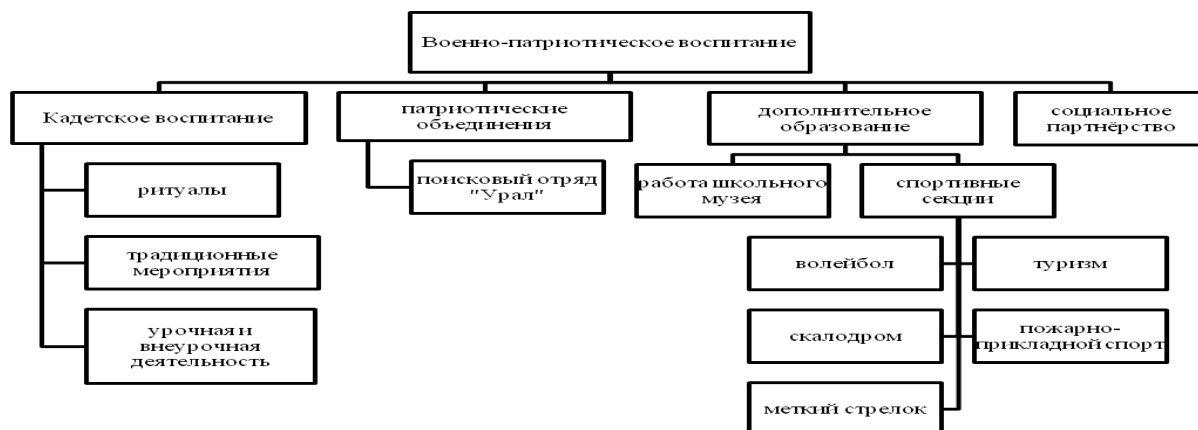 Военно-патриотическое воспитание
Кадетское воспитание
патриотические
объединения
дополнительное
образование
социальное
партнёрство
ритуалы
поисковый отряд
"Урал"
работа школьного
музея
спортивные
секции
традиционные
мероприятия
волейбол
туризм
урочная и
внеурочная
деятельность
скалодром
пожарно-
прикладной спорт
меткий стрелок